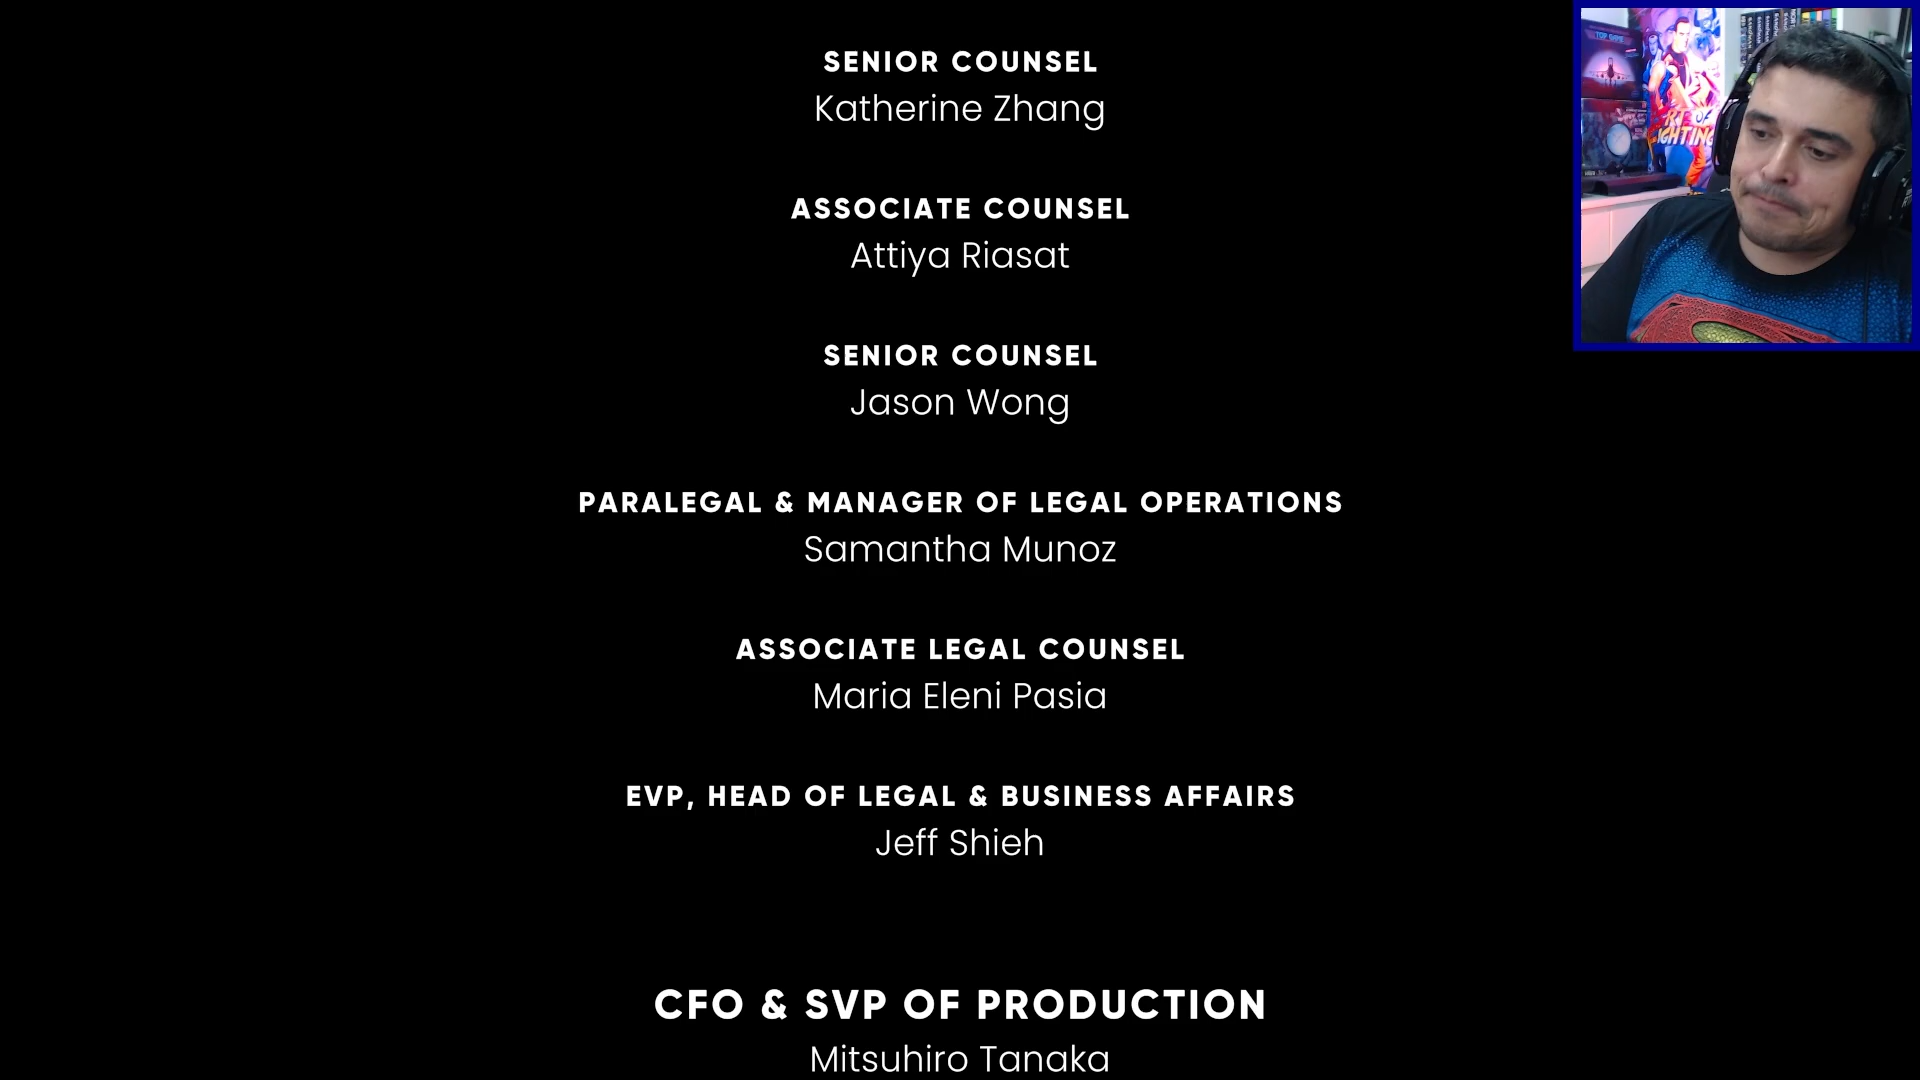 SENIOR COUNSEL
Katherine Zhang
ASSOCIATE COUNSEL
Attiya Riasat
SENIOR COUNSEL
Jason Wong
PARALEGAL & MANAGER OF LEGAL OPERATIONS
Samantha Munoz
ASSOCIATE LEGAL COUNSEL
Maria Eleni Pasia
EVP, HEAD OF LEGAL & BUSINESS AFFAIRS
Jeff Shieh
CFO & SVP OF PRODUCTION
Mitsuhiro Tanaka
TOP GAME